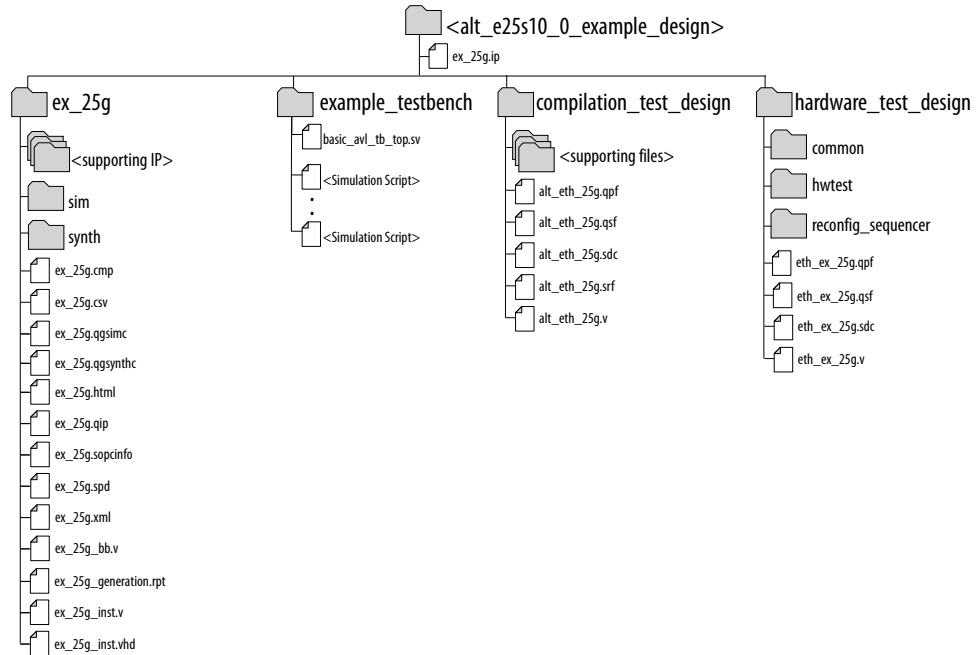 <alt_e25s10_0_example_design>
ex_25g.ip
ex_25g
<supporting IP>
sim
synth
ex_25g.cmp
ex_25g.csv
ex_25g.qgsimc
ex_25g.qgsynthc
ex_25g.html
ex_25g.qip
ex_25g.sopcinfo
ex_25g.spd
ex_25g.xml
ex_25g_bb.v
ex_25g_generation.rpt
ex_25g_inst.v
ex_25g_inst.vhd
example_testbench
basic_avl_tb_top.sv
<Simulation Script>
<Simulation Script>
compilation_test_design
<supporting files>
alt_eth_25g.qpf
alt_eth_25g.qsf
alt_eth_25g.sdc
alt_eth_25g.srf
alt_eth_25g.v
hardware_test_design
common
hwtest
reconfig_sequencer
eth_ex_25g.qpf
eth_ex_25g.qsf
eth_ex_25g.sdc
eth_ex_25g.v